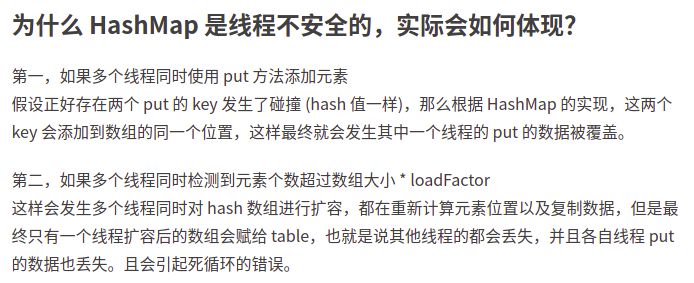 为什么 HashMap 是线程不安全的，实际会如何体现？
第一，如果多个线程同时使用 put 方法添加元素
假设正好存在两个 put 的 key 发生了碰撞 (hash 值一样)，那么根据 HashMap 的实现，这两个
key 会添加到数组的同一个位置，这样最终就会发生其中一个线程的 put 的数据被覆盖。
第二，如果多个线程同时检测到元素个数超过数组大小 * loadFactor
这样会发生多个线程同时对 hash 数组进行扩容，都在重新计算元素位置以及复制数据，但是最
终只有一个线程扩容后的数组会赋给 table，也就是说其他线程的都会丢失，并且各自线程 put
的数据也丢失。且会引起死循环的错误。